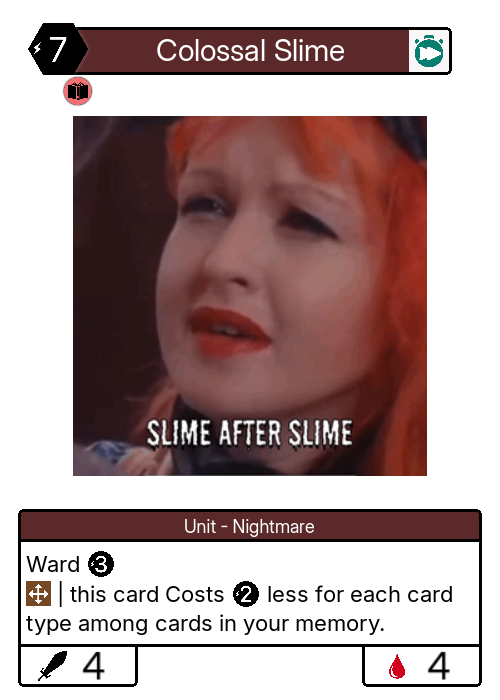 7
Colossal Slime
SLIME AFTER SLIME
Unit - Nightmare
Ward 3
| this card Costs 2 less for each card
type among cards in your memory.
4
4